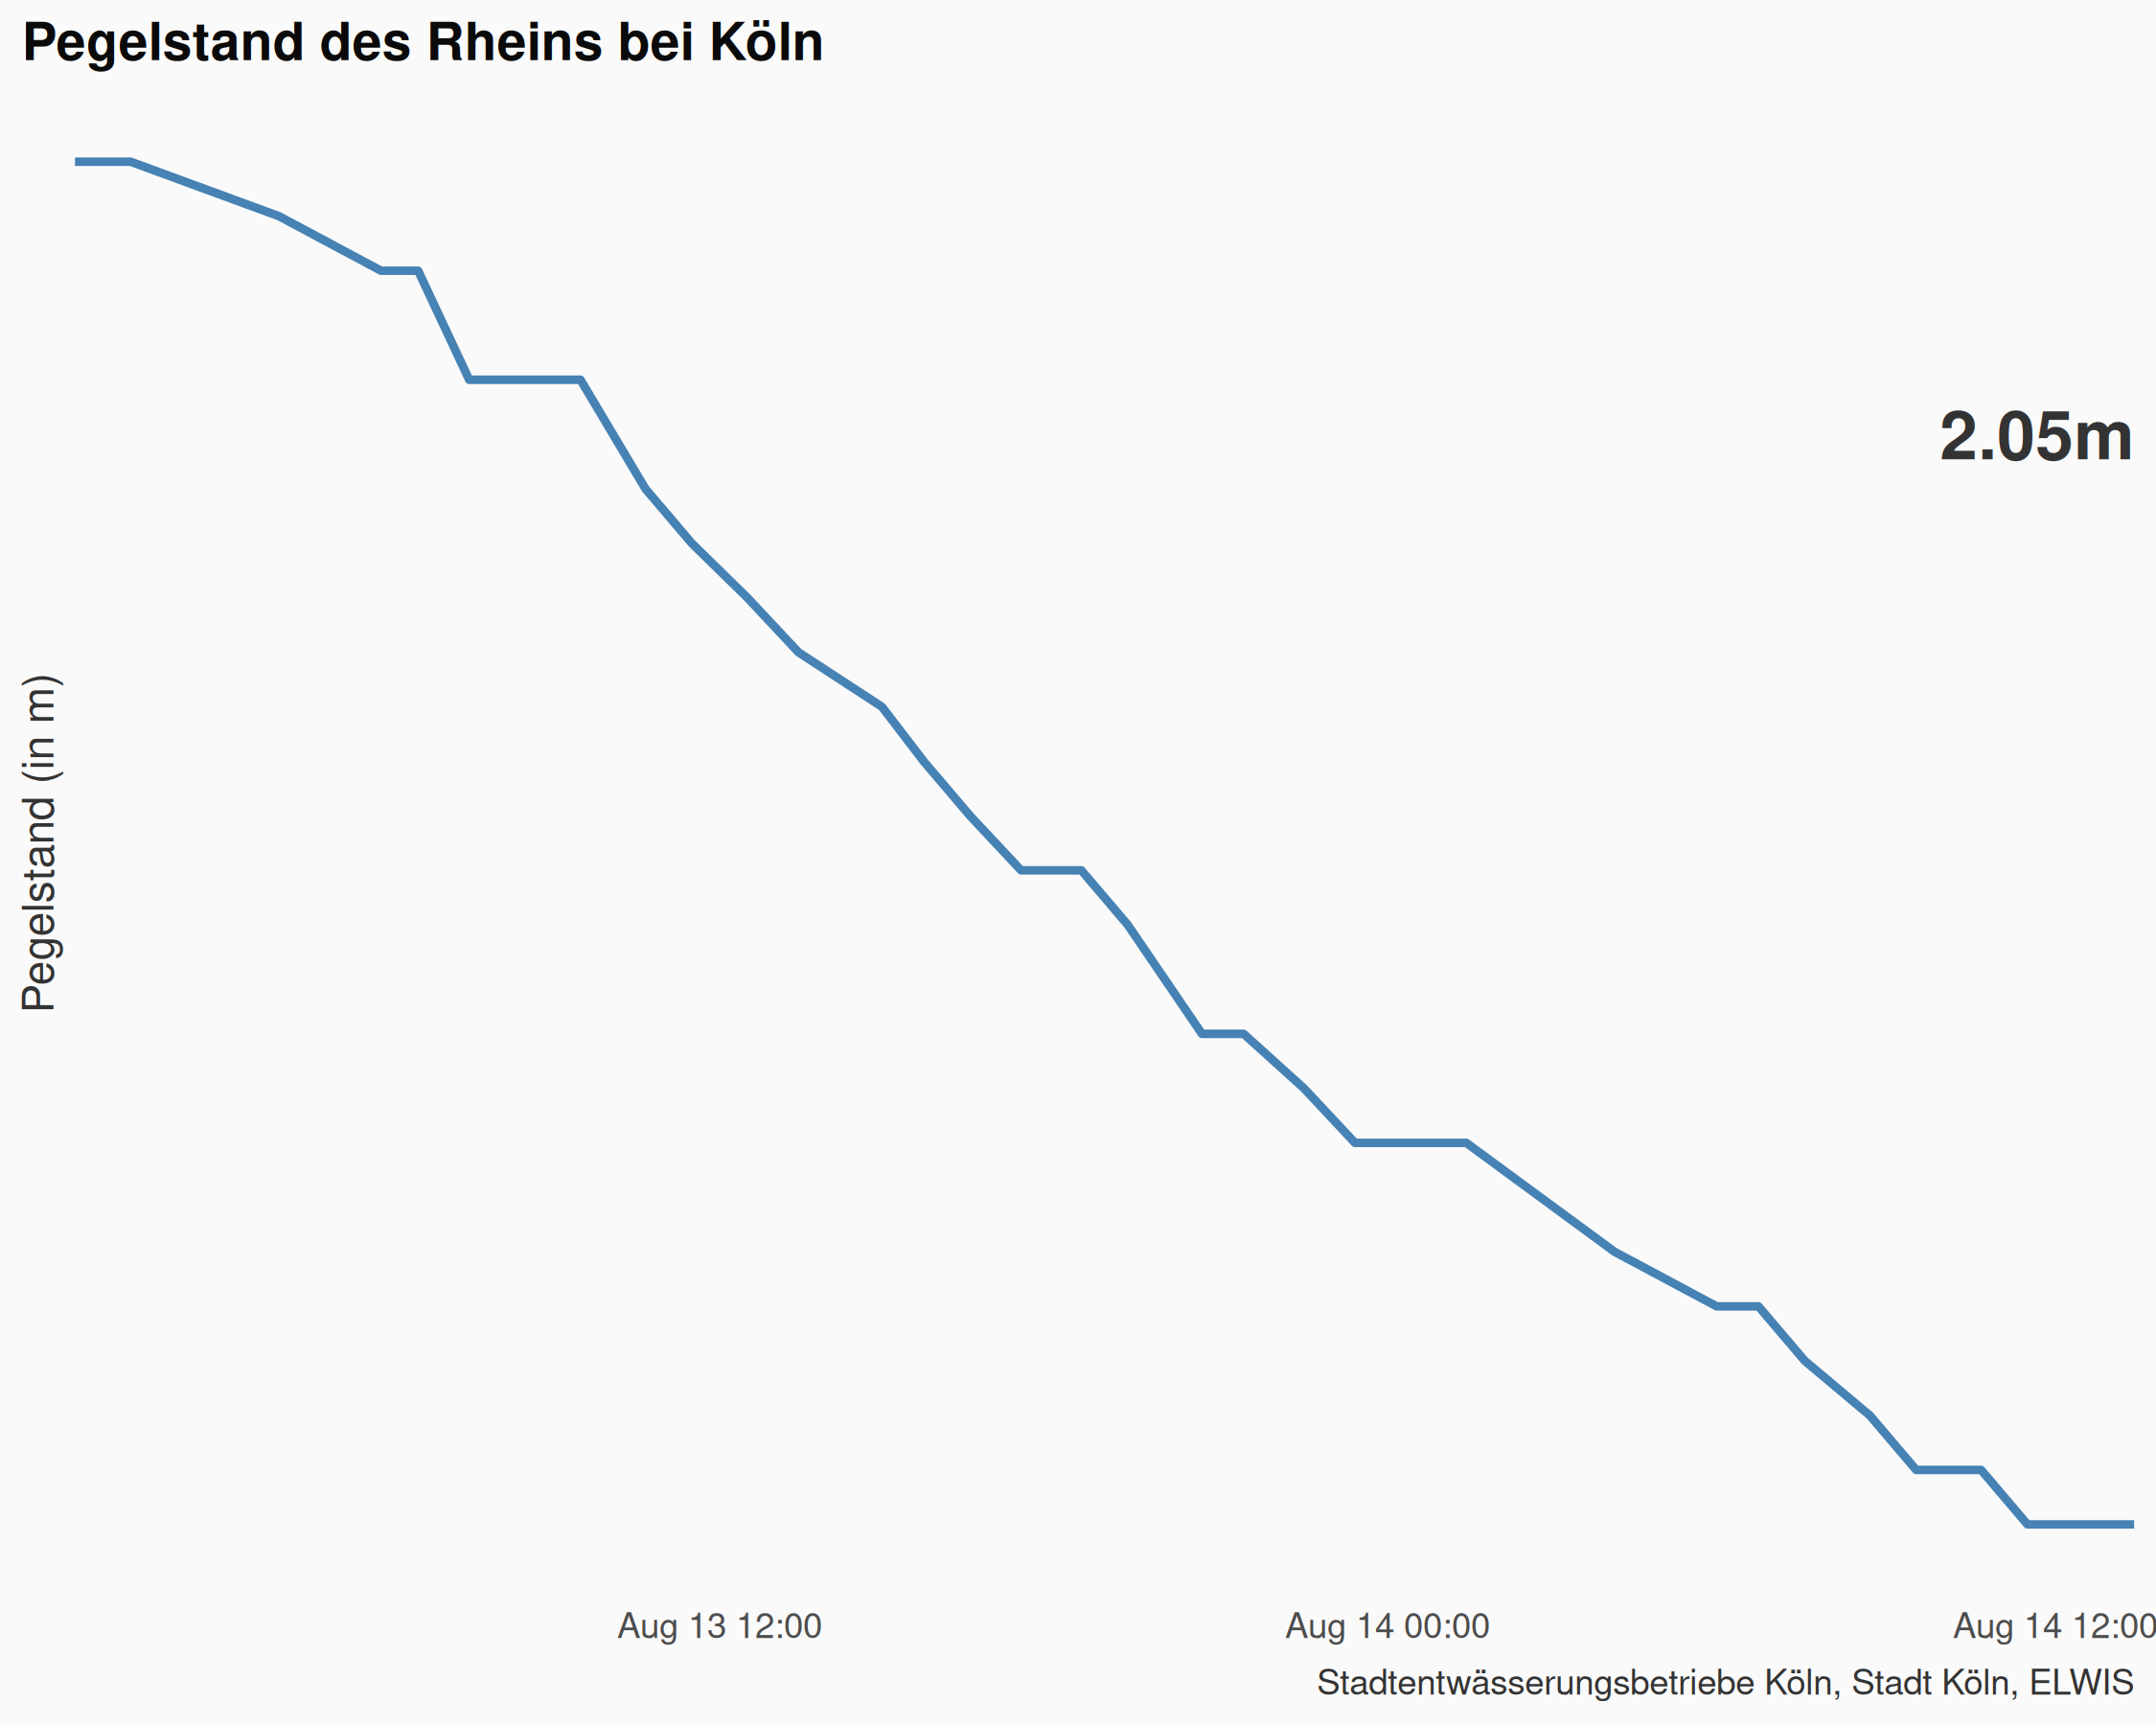 Pegelstand des Rheins bei Köln
2.05m
Pegelstand (in m)
Aug 13 12:00
Aug 14 00:00
Aug 14 12:00
Stadtentwässerungsbetriebe Köln, Stadt Köln, ELWIS